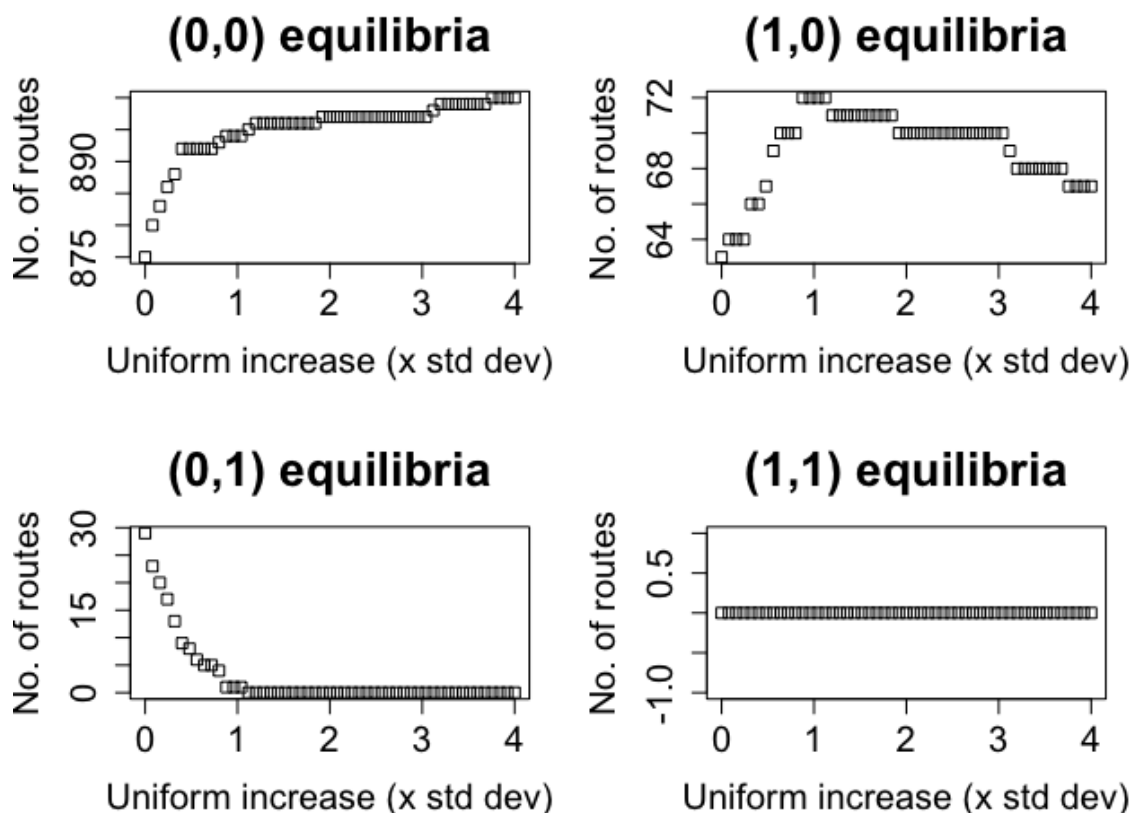 (0,0) equilibria
No. of routes
890
875
0 1 2 3 4
Uniform increase (x std dev)
(1,0) equilibria
No. of routes
72
68
64
0 1 2 3 4
Uniform increase (x std dev)
(0,1) equilibria
No. of routes
30
15
0
0 1 2 3 4
Uniform increase (x std dev)
(1,1) equilibria
No. of routes
0.5
-1.0
0 1 2 3 4
Uniform increase (x std dev)